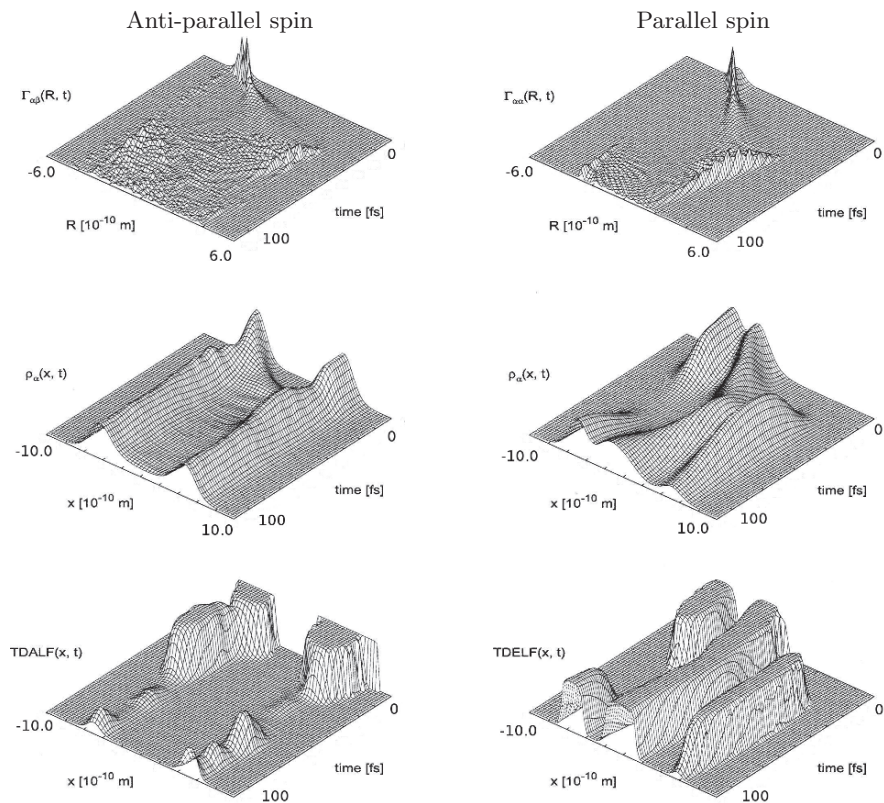 Anti-parallel spin
Parallel spin
Γαβ(R, t)
-6.0
R [10⁻¹⁰ m]
6.0
100
time [fs]
0
Γαα(R, t)
-6.0
R [10⁻¹⁰ m]
6.0
100
time [fs]
0
ρα(x, t)
-10.0
x [10⁻¹⁰ m]
10.0
100
time [fs]
0
ρα(x, t)
-10.0
x [10⁻¹⁰ m]
10.0
100
time [fs]
0
TDALF(x, t)
-10.0
x [10⁻¹⁰ m]
100
time [fs]
0
TDELF(x, t)
-10.0
x [10⁻¹⁰ m]
100
time [fs]
0